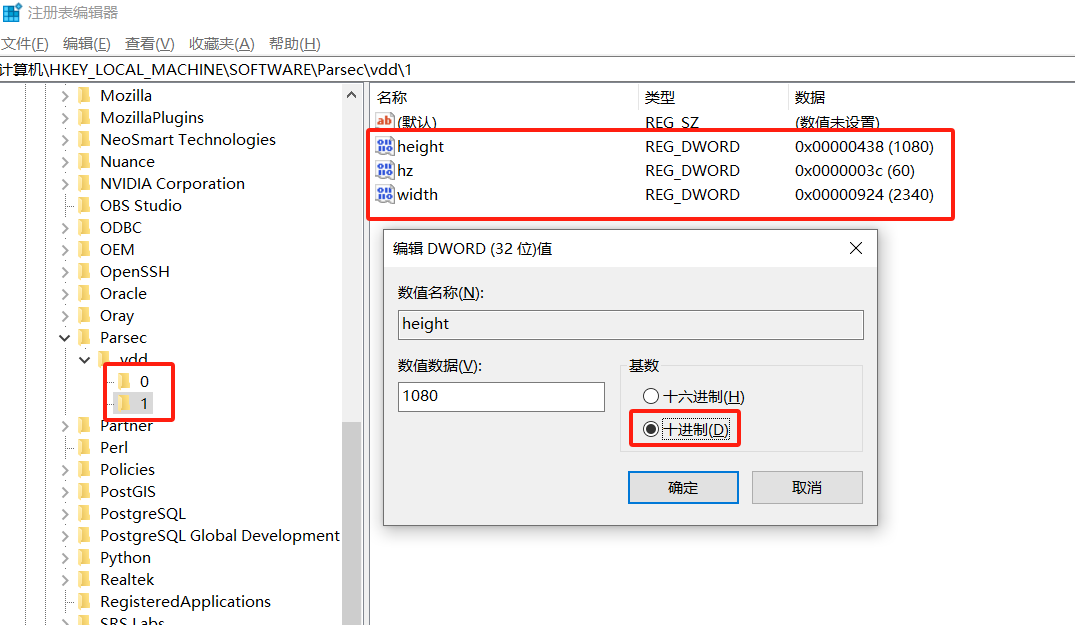 注册表编辑器
文件(F) 编辑(E) 查看(V) 收藏夹(A) 帮助(H)
计算机\HKEY_LOCAL_MACHINE\SOFTWARE\Parsec\vdd\1
Mozilla
MozillaPlugins
NeoSmart Technologies
Nuance
NVIDIA Corporation
OBS Studio
ODBC
OEM
OpenSSH
Oracle
Oray
Parsec
vdd
0
1
Partner
Perl
Policies
PostGIS
PostgreSQL
PostgreSQL Global Development
Python
Realtek
RegisteredApplications
SRS Labs
名称 类型 数据
ab (默认) REG_SZ (数值未设置)
height REG_DWORD 0x00000438 (1080)
hz REG_DWORD 0x0000003c (60)
width REG_DWORD 0x00000924 (2340)
编辑 DWORD (32 位)值
数值名称(N):
height
数值数据(V):
1080
基数
十六进制(H)
十进制(D)
确定 取消